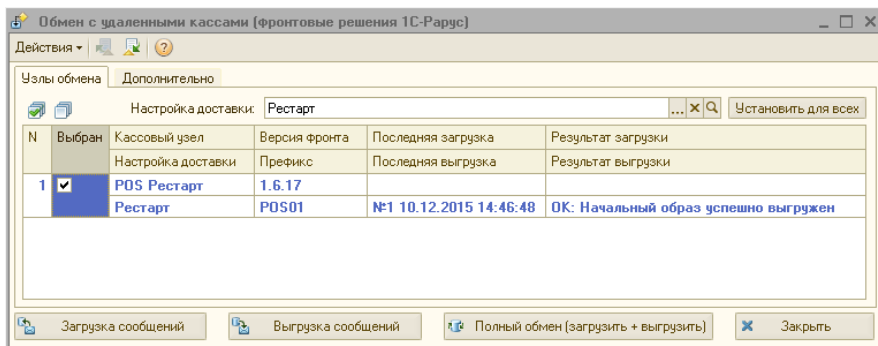 Обмен с удаленными кассами (фронтовые решения 1С-Рарус)
Действия
Узлы обмена Дополнительно
Настройка доставки: Рестарт ... Установить для всех
N Выбран Кассовый узел Версия фронта Последняя загрузка Результат загрузки
Настройка доставки Префикс Последняя выгрузка Результат выгрузки
1 POS Рестарт 1.6.17
Рестарт POS01 №1 10.12.2015 14:46:48 OK: Начальный образ успешно выгружен
Загрузка сообщений Выгрузка сообщений Полный обмен (загрузить + выгрузить) Закрыть